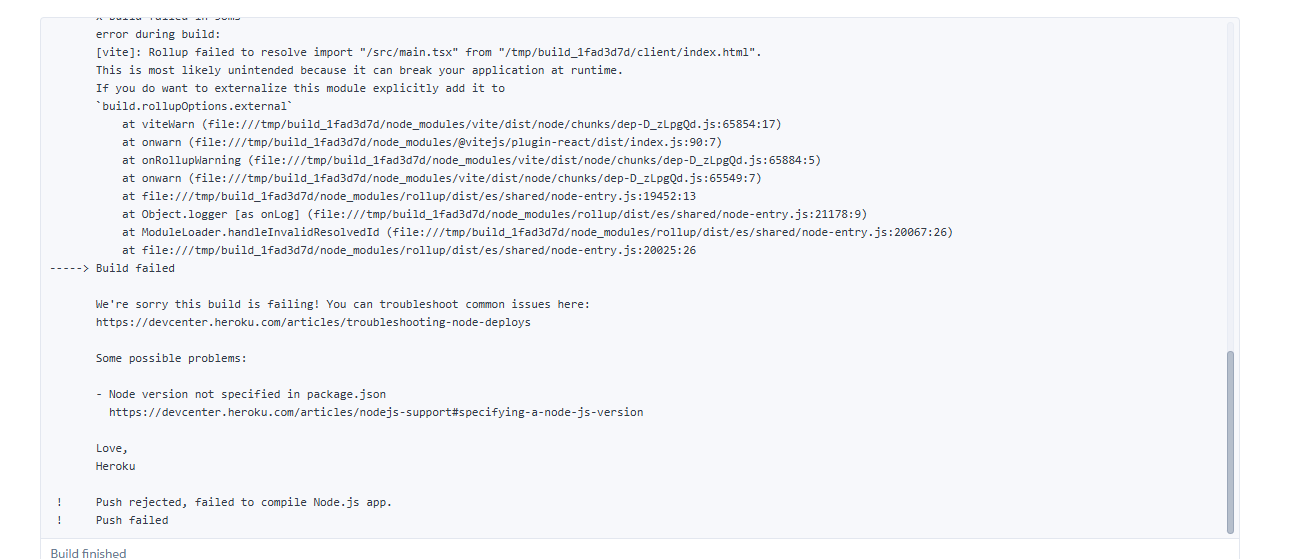 error during build:
[vite]: Rollup failed to resolve import "/src/main.tsx" from "/tmp/build_1fad3d7d/client/index.html".
This is most likely unintended because it can break your application at runtime.
If you do want to externalize this module explicitly add it to
`build.rollupOptions.external`
at viteWarn (file:///tmp/build_1fad3d7d/node_modules/vite/dist/node/chunks/dep-D_zLpgQd.js:65854:17)
at onwarn (file:///tmp/build_1fad3d7d/node_modules/@vitejs/plugin-react/dist/index.js:90:7)
at onRollupWarning (file:///tmp/build_1fad3d7d/node_modules/vite/dist/node/chunks/dep-D_zLpgQd.js:65884:5)
at onwarn (file:///tmp/build_1fad3d7d/node_modules/vite/dist/node/chunks/dep-D_zLpgQd.js:65549:7)
at file:///tmp/build_1fad3d7d/node_modules/rollup/dist/es/shared/node-entry.js:19452:13
at Object.logger [as onLog] (file:///tmp/build_1fad3d7d/node_modules/rollup/dist/es/shared/node-entry.js:21178:9)
at ModuleLoader.handleInvalidResolvedId (file:///tmp/build_1fad3d7d/node_modules/rollup/dist/es/shared/node-entry.js:20067:26)
at file:///tmp/build_1fad3d7d/node_modules/rollup/dist/es/shared/node-entry.js:20025:26
-----> Build failed
We're sorry this build is failing! You can troubleshoot common issues here:
https://devcenter.heroku.com/articles/troubleshooting-node-deploys
Some possible problems:
- Node version not specified in package.json
https://devcenter.heroku.com/articles/nodejs-support#specifying-a-node-js-version
Love,
Heroku
! Push rejected, failed to compile Node.js app.
! Push failed
Build finished